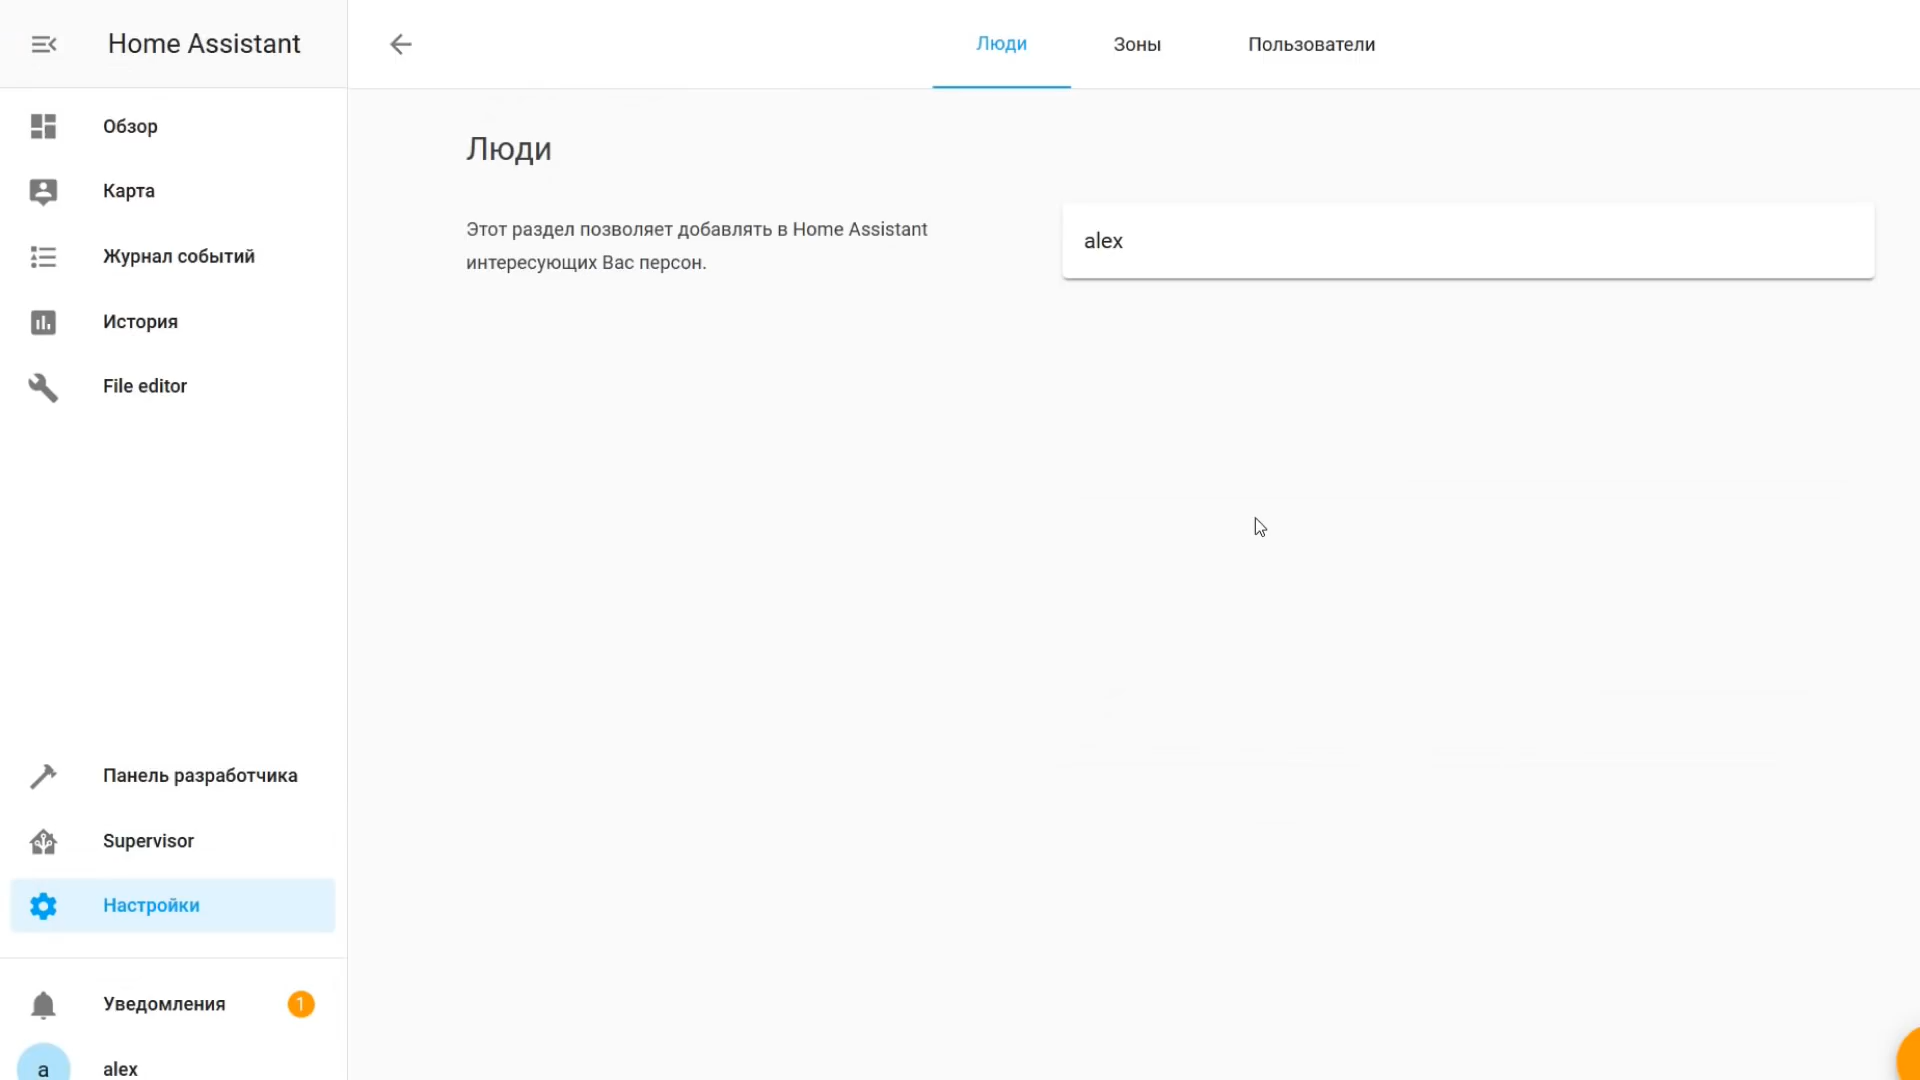 Home Assistant
Обзор
Карта
Журнал событий
История
File editor
Панель разработчика
Supervisor
Настройки
Уведомления 1
a alex
Люди Зоны Пользователи
Люди
Этот раздел позволяет добавлять в Home Assistant
интересующих Вас персон.
alex